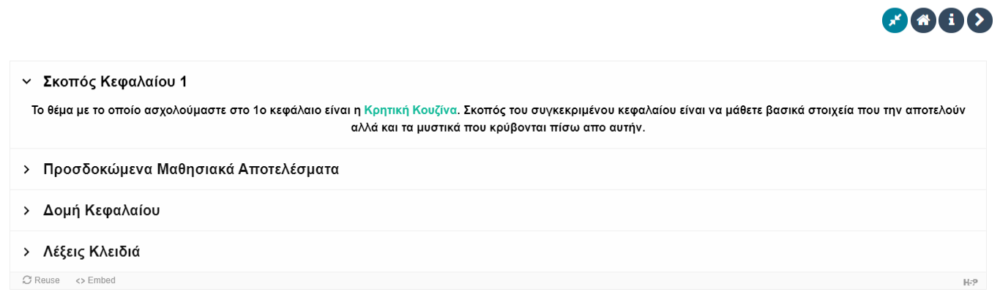 Σκοπός Κεφαλαίου 1
Το θέμα με το οποίο ασχολούμαστε στο 1ο κεφάλαιο είναι η Κρητική Κουζίνα. Σκοπός του συγκεκριμένου κεφαλαίου είναι να μάθετε βασικά στοιχεία που την αποτελούν
αλλά και τα μυστικά που κρύβονται πίσω απο αυτήν.
Προσδοκώμενα Μαθησιακά Αποτελέσματα
Δομή Κεφαλαίου
Λέξεις Κλειδιά
Reuse <> Embed H5P